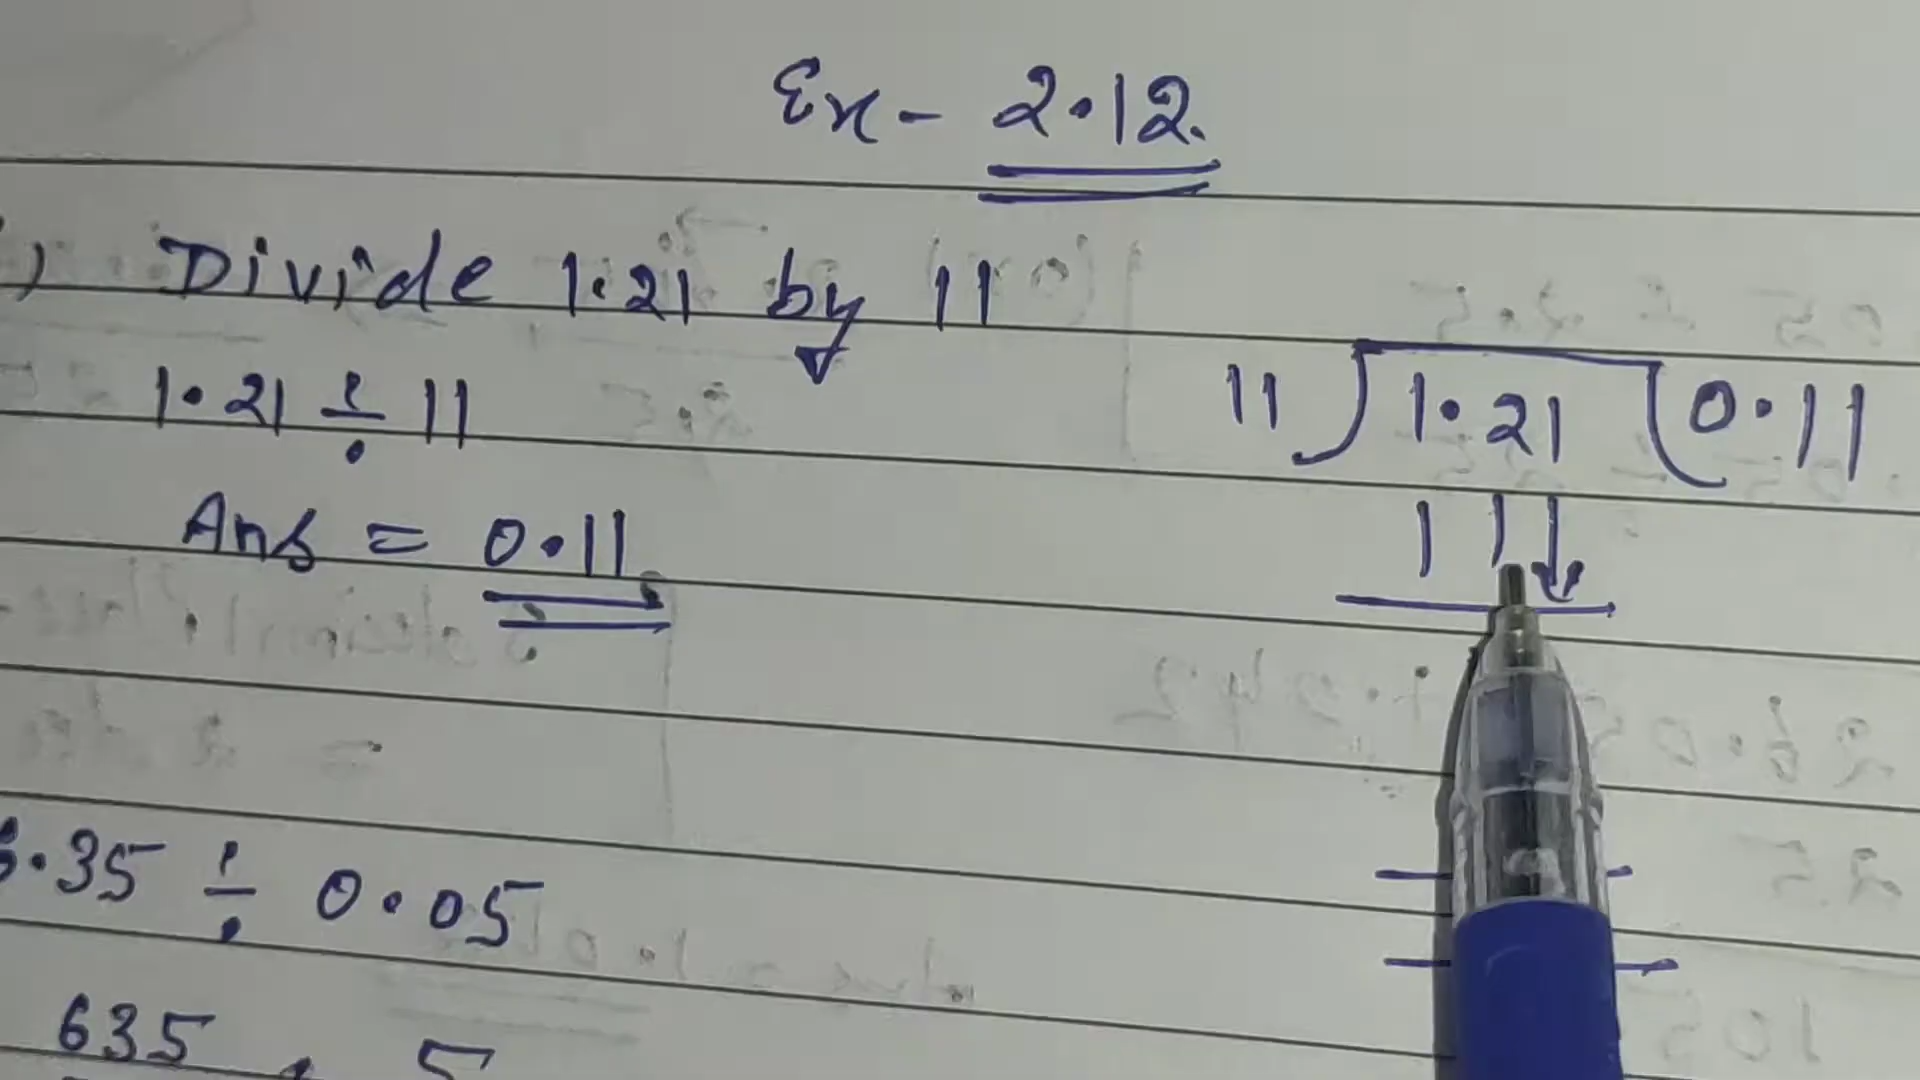 Ex- 2.12.
) Divide 1.21 by 11
1.21 ÷ 11
11 ) 1.21 ( 0.11
11
Ans = 0.11
.35 ÷ 0.05
635 5